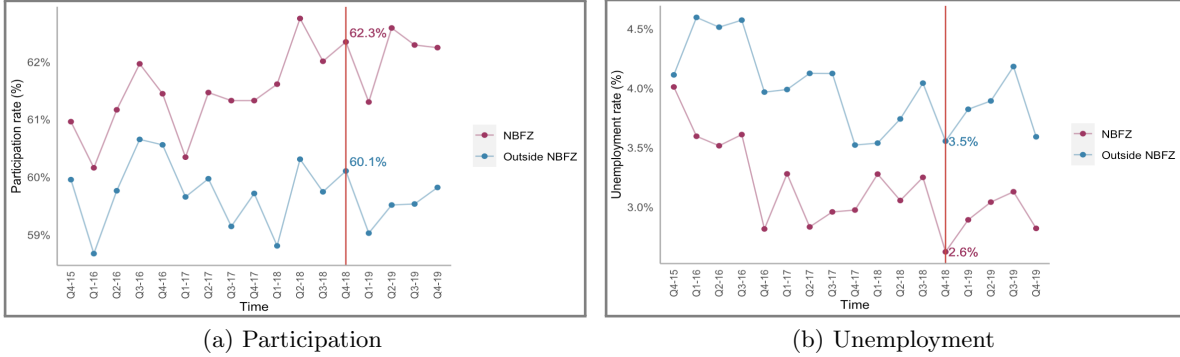 Participation rate (%)
62%
61%
60%
59%
62.3%
60.1%
Q4-15
Q1-16
Q2-16
Q3-16
Q4-16
Q1-17
Q2-17
Q3-17
Q4-17
Q1-18
Q2-18
Q3-18
Q4-18
Q1-19
Q2-19
Q3-19
Q4-19
Time
NBFZ
Outside NBFZ
(a) Participation
Unemployment rate (%)
4.5%
4.0%
3.5%
3.0%
3.5%
2.6%
Q4-15
Q1-16
Q2-16
Q3-16
Q4-16
Q1-17
Q2-17
Q3-17
Q4-17
Q1-18
Q2-18
Q3-18
Q4-18
Q1-19
Q2-19
Q3-19
Q4-19
Time
NBFZ
Outside NBFZ
(b) Unemployment